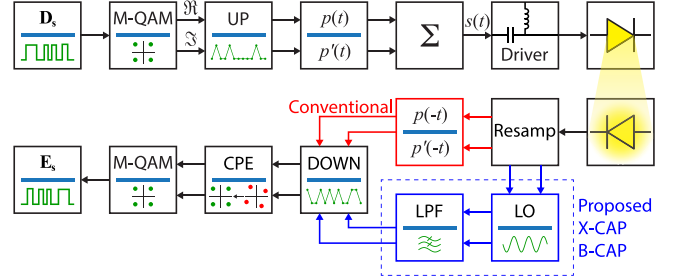 Dₛ
M-QAM
ℜ
ℑ
UP
p(t)
p'(t)
Σ
s(t)
Driver
Conventional
p(-t)
p'(-t)
Resamp
Eₛ
M-QAM
CPE
DOWN
LPF
LO
Proposed
X-CAP
B-CAP